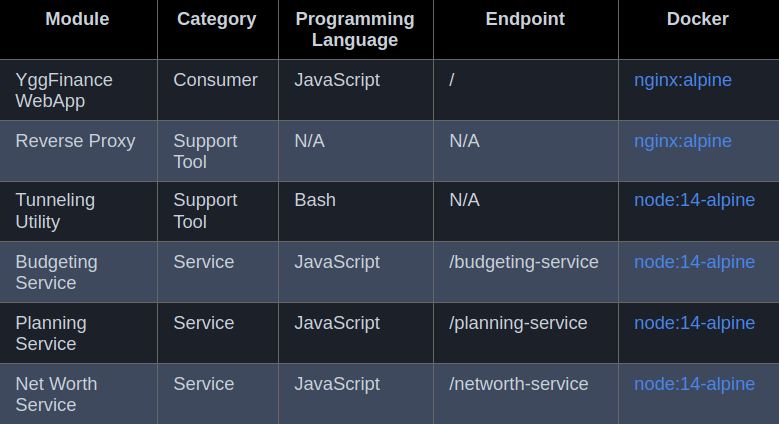 Module Category Programming Language Endpoint Docker
YggFinance WebApp Consumer JavaScript / nginx:alpine
Reverse Proxy Support Tool N/A N/A nginx:alpine
Tunneling Utility Support Tool Bash N/A node:14-alpine
Budgeting Service Service JavaScript /budgeting-service node:14-alpine
Planning Service Service JavaScript /planning-service node:14-alpine
Net Worth Service Service JavaScript /networth-service node:14-alpine